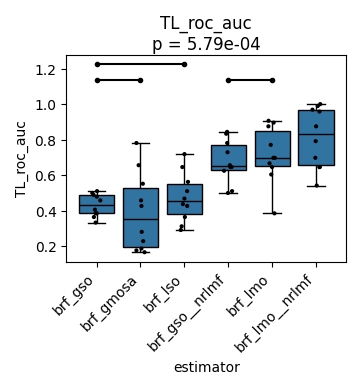 TL_roc_auc
p = 5.79e-04
TL_roc_auc
1.2
1.0
0.8
0.6
0.4
0.2
brf_gso
brf_gmosa
brf_lso
brf_gso__nrlmf
brf_lmo
brf_lmo__nrlmf
estimator